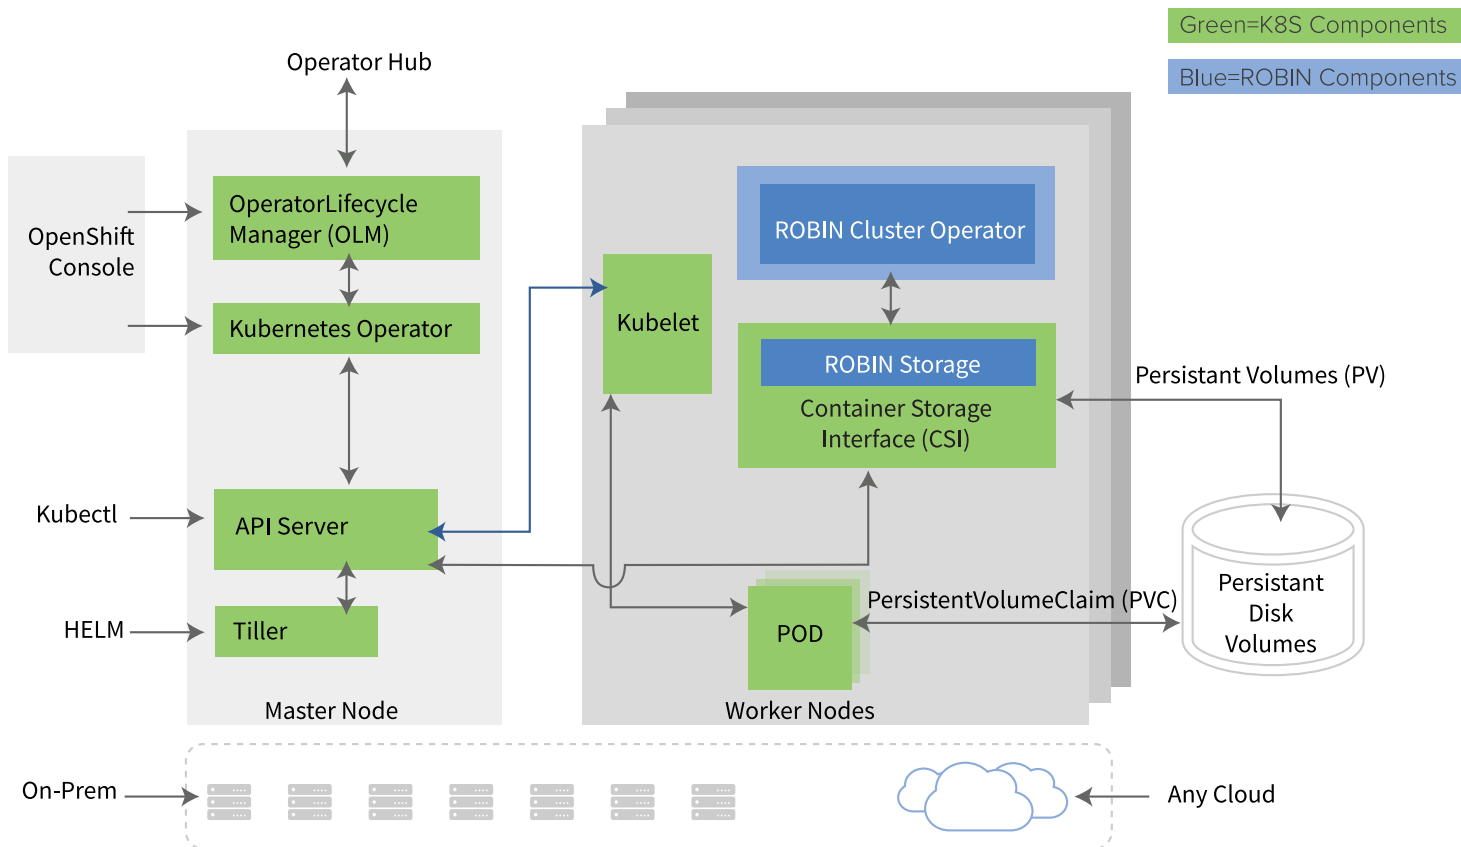 Green=K8S Components
Blue=ROBIN Components
Operator Hub
OpenShift
Console
OperatorLifecycle
Manager (OLM)
Kubernetes Operator
Kubectl
API Server
HELM
Tiller
Master Node
Kubelet
ROBIN Cluster Operator
ROBIN Storage
Container Storage
Interface (CSI)
POD
Worker Nodes
Persistant Volumes (PV)
PersistentVolumeClaim (PVC)
Persistant
Disk
Volumes
On-Prem
Any Cloud